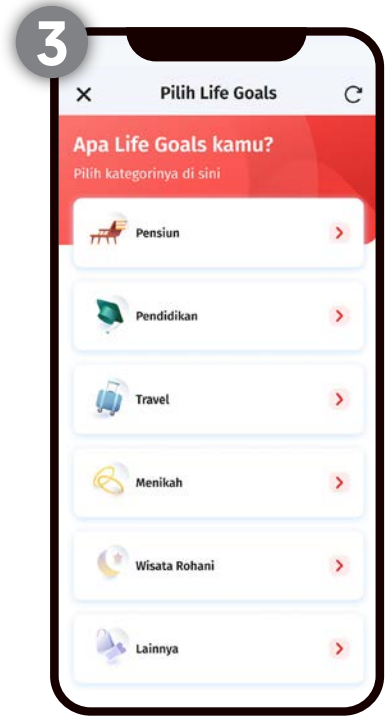 3
Pilih Life Goals
Apa Life Goals kamu?
Pilih kategorinya di sini
Pensiun
Pendidikan
Travel
Menikah
Wisata Rohani
Lainnya